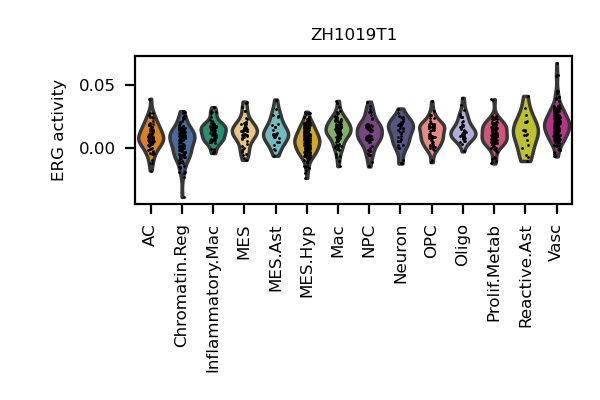 ZH1019T1
ERG activity
0.05
0.00
AC
Chromatin.Reg
Inflammatory.Mac
MES
MES.Ast
MES.Hyp
Mac
NPC
Neuron
OPC
Oligo
Prolif.Metab
Reactive.Ast
Vasc